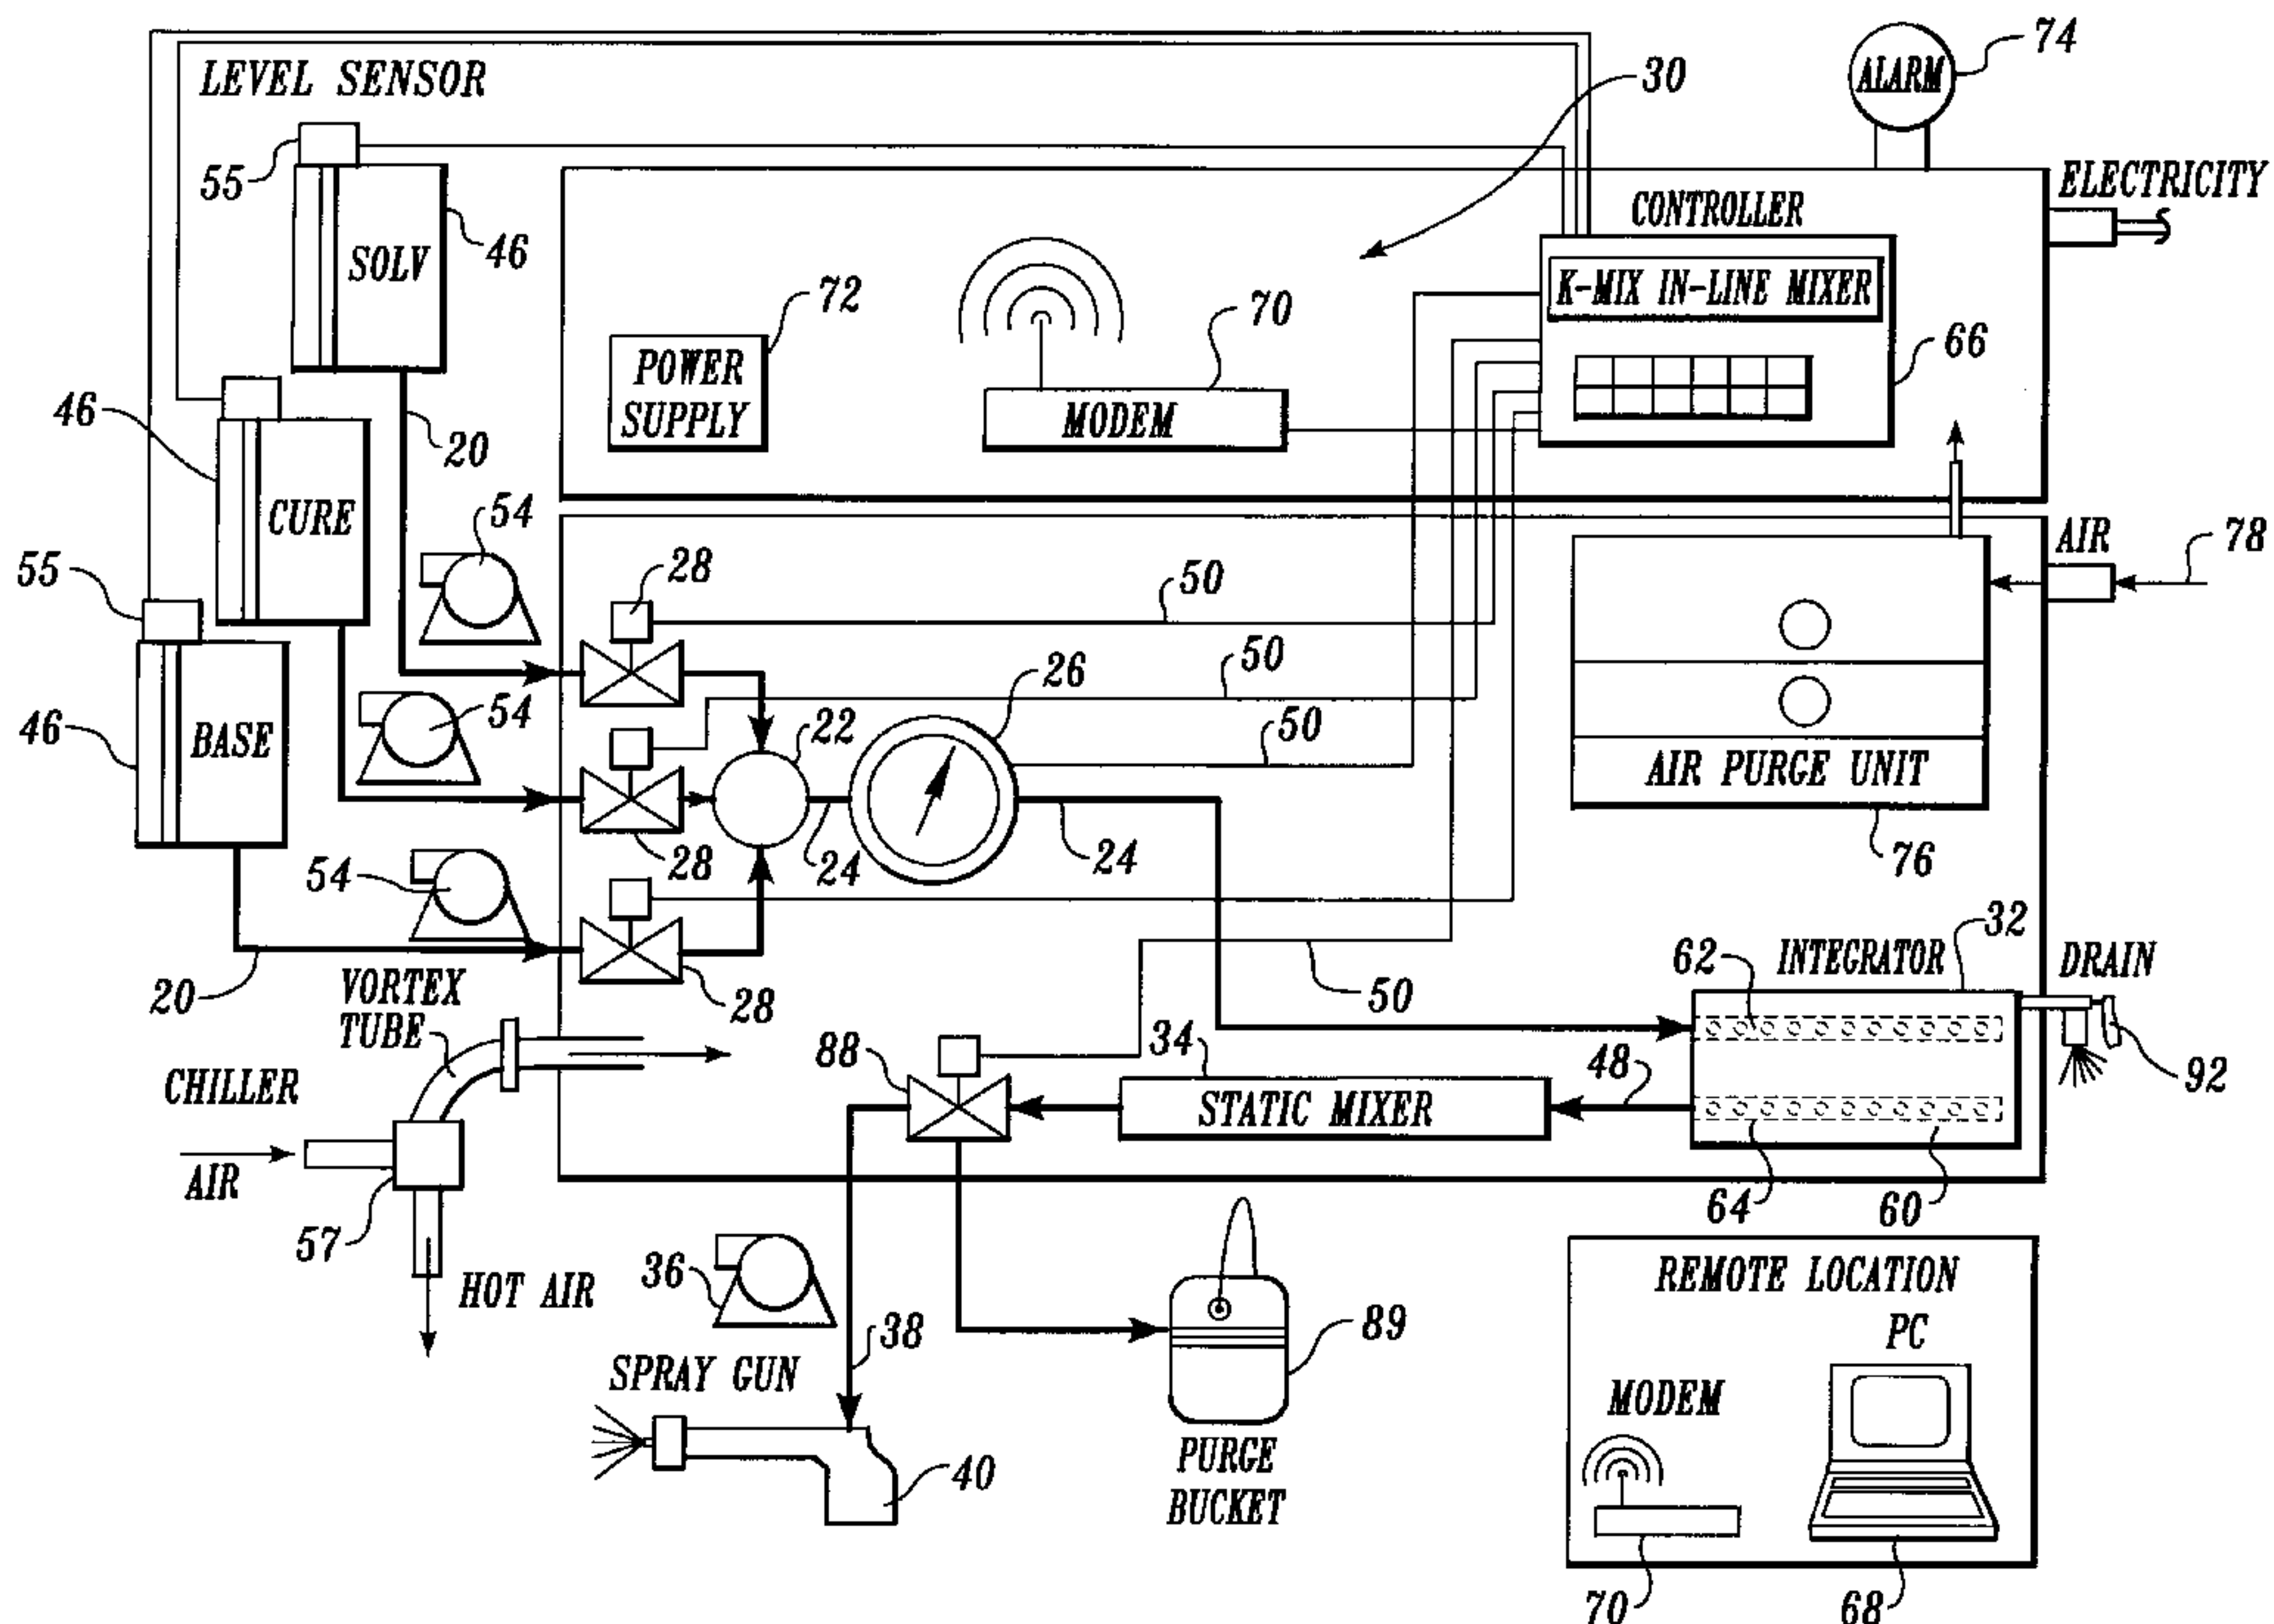 LEVEL SENSOR
ALARM
74
30
ELECTRICITY
55
SOLV
46
CONTROLLER
K-MIX IN-LINE MIXER
66
POWER
SUPPLY
72
MODEM
70
46
CURE
20
54
28
50
AIR
78
55
50
46
BASE
54
22
26
50
AIR PURGE UNIT
76
28
24
24
54
20
28
50
62
INTEGRATOR
32
DRAIN
92
VORTEX
TUBE
CHILLER
AIR
57
HOT AIR
88
34
STATIC MIXER
48
64
60
36
38
SPRAY GUN
40
89
PURGE
BUCKET
REMOTE LOCATION
PC
MODEM
70
68